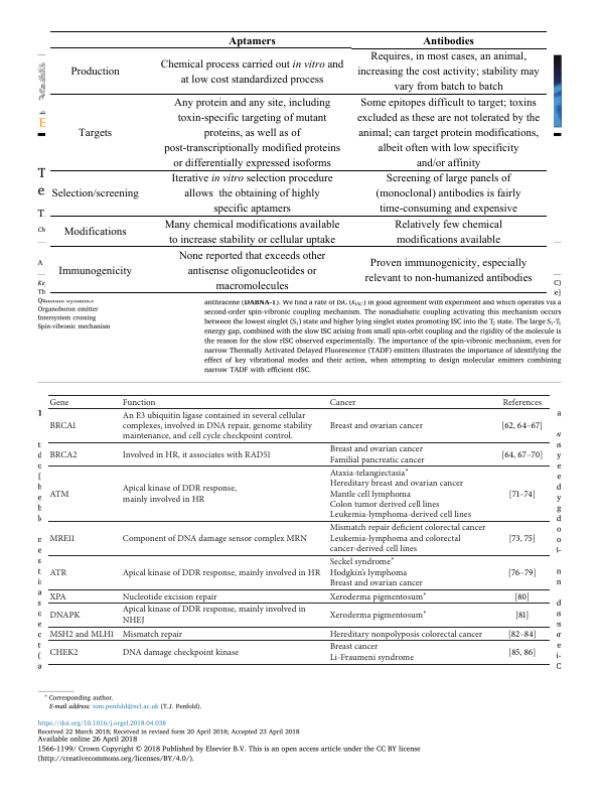 Aptamers Antibodies
Production Chemical process carried out in vitro and at low cost standardized process Requires, in most cases, an animal, increasing the cost activity; stability may vary from batch to batch
Targets Any protein and any site, including toxin-specific targeting of mutant proteins, as well as of post-transcriptionally modified proteins or differentially expressed isoforms Some epitopes difficult to target; toxins excluded as these are not tolerated by the animal; can target protein modifications, albeit often with low specificity and/or affinity
Selection/screening Iterative in vitro selection procedure allows the obtaining of highly specific aptamers Screening of large panels of (monoclonal) antibodies is fairly time-consuming and expensive
Modifications Many chemical modifications available to increase stability or cellular uptake Relatively few chemical modifications available
Immunogenicity None reported that exceeds other antisense oligonucleotides or macromolecules Proven immunogenicity, especially relevant to non-humanized antibodies
Organoboron emitter
Intersystem crossing
Spin-vibronic mechanism
anthracene (DABNA-1). We find a rate of ISC (kISC) in good agreement with experiment and which operates via a
second-order spin-vibronic coupling mechanism. The nonadiabatic coupling activating this mechanism occurs
between the lowest singlet (S1) state and higher lying singlet states promoting ISC into the T2 state. The large S1-T1
energy gap, combined with the slow ISC arising from small spin-orbit coupling and the rigidity of the molecule is
the reason for the slow rISC observed experimentally. The importance of the spin-vibronic mechanism, even for
narrow Thermally Activated Delayed Fluorescence (TADF) emitters illustrates the importance of identifying the
effect of key vibrational modes and their action, when attempting to design molecular emitters combining
narrow TADF with efficient rISC.
Gene Function Cancer References
BRCA1 An E3 ubiquitin ligase contained in several cellular complexes, involved in DNA repair, genome stability maintenance, and cell cycle checkpoint control. Breast and ovarian cancer [62, 64–67]
BRCA2 Involved in HR, it associates with RAD51 Breast and ovarian cancer Familial pancreatic cancer [64, 67–70]
ATM Apical kinase of DDR response, mainly involved in HR Ataxia-telangiectasia* Hereditary breast and ovarian cancer Mantle cell lymphoma Colon tumor derived cell lines Leukemia-lymphoma-derived cell lines [71–74]
MRE11 Component of DNA damage sensor complex MRN Mismatch repair deficient colorectal cancer Leukemia-lymphoma and colorectal cancer-derived cell lines [73, 75]
ATR Apical kinase of DDR response, mainly involved in HR Seckel syndrome* Hodgkin's lymphoma Breast and ovarian cancer [76–79]
XPA Nucleotide excision repair Xeroderma pigmentosum* [80]
DNAPK Apical kinase of DDR response, mainly involved in NHEJ Xeroderma pigmentosum* [81]
MSH2 and MLH1 Mismatch repair Hereditary nonpolyposis colorectal cancer [82–84]
CHEK2 DNA damage checkpoint kinase Breast cancer Li-Fraumeni syndrome [85, 86]
* Corresponding author.
E-mail address: tom.penfold@ncl.ac.uk (T.J. Penfold).
https://doi.org/10.1016/j.orgel.2018.04.038
Received 22 March 2018; Received in revised form 20 April 2018; Accepted 23 April 2018
Available online 26 April 2018
1566-1199/ Crown Copyright © 2018 Published by Elsevier B.V. This is an open access article under the CC BY license
(http://creativecommons.org/licenses/BY/4.0/).